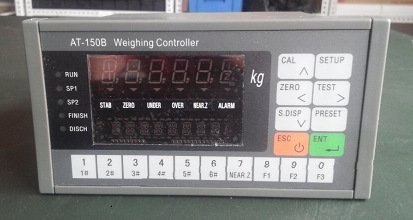 AT-150B Weighing Controller
RUN
SP1
SP2
FINISH
DISCH
kg
STAB ZERO UNDER OVER NEAR.Z ALARM
CAL SETUP
ZERO < TEST >
S.DISP PRESET
ESC ENT
1 2 3 4 5 6 7 8 9 0
1# 2# 3# 4# 5# 6# NEAR.Z F1 F2 F3